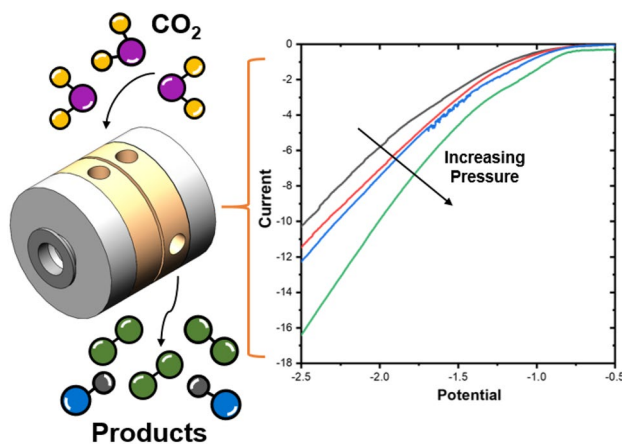 CO2
0
-2
-4
-6
-8
-10
-12
-14
-16
-18
Current
Increasing
Pressure
-2.5
-2.0
-1.5
-1.0
-0.5
Potential
Products